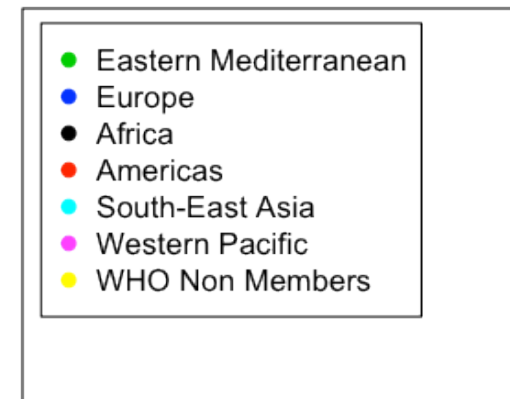 Eastern Mediterranean
Europe
Africa
Americas
South-East Asia
Western Pacific
WHO Non Members